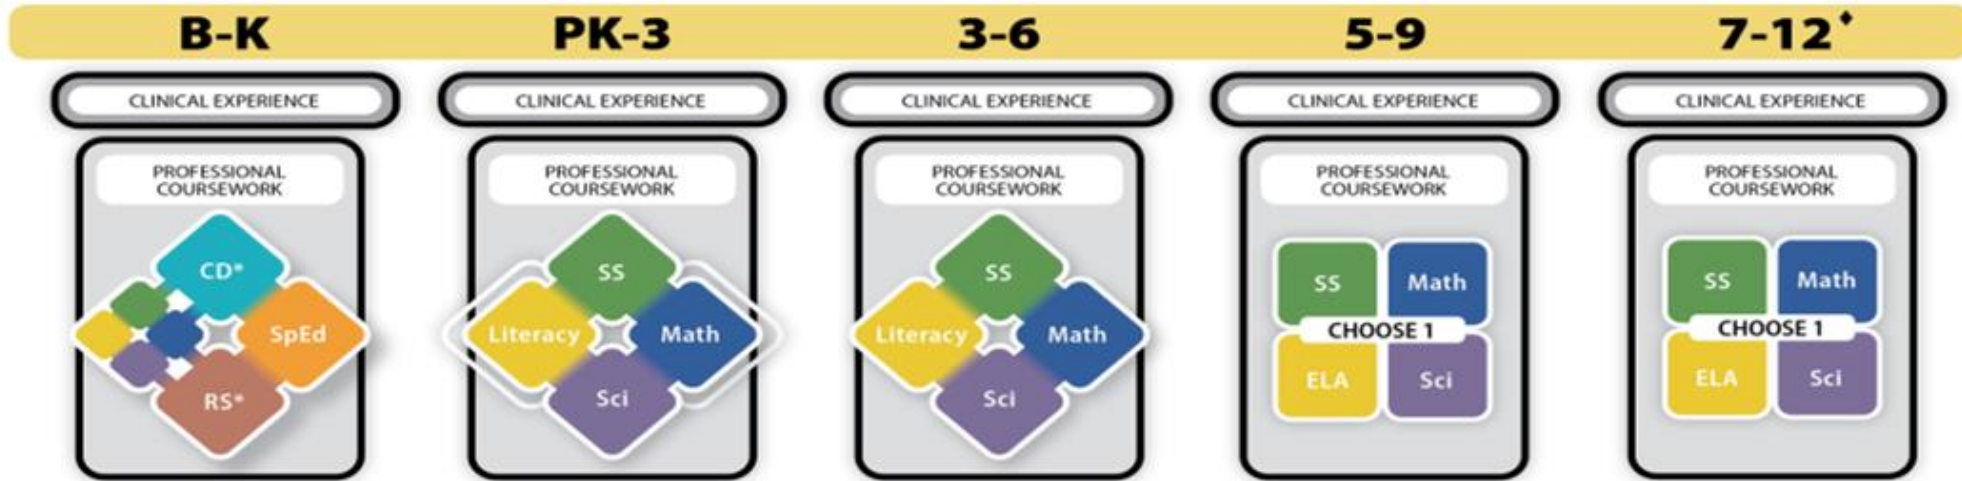 B-K PK-3 3-6 5-9 7-12♦
CLINICAL EXPERIENCE CLINICAL EXPERIENCE CLINICAL EXPERIENCE CLINICAL EXPERIENCE CLINICAL EXPERIENCE
PROFESSIONAL
COURSEWORK
CD*
SpEd
RS*
PROFESSIONAL
COURSEWORK
SS
Literacy Math
Sci
PROFESSIONAL
COURSEWORK
SS
Literacy Math
Sci
PROFESSIONAL
COURSEWORK
SS Math
CHOOSE 1
ELA Sci
PROFESSIONAL
COURSEWORK
SS Math
CHOOSE 1
ELA Sci